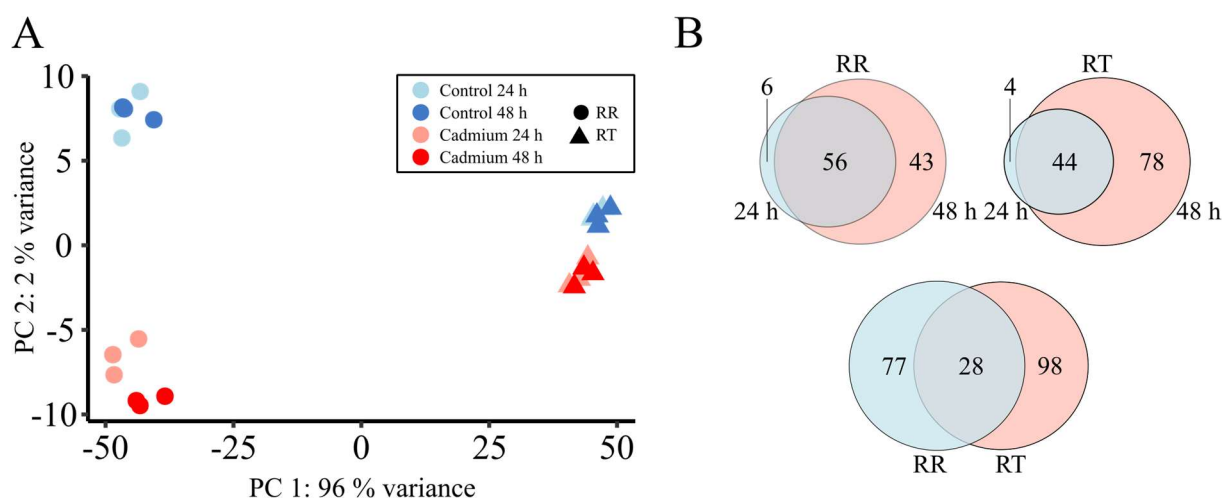 A
PC 2: 2 % variance
10
5
0
-5
-10
-50
-25
0
25
50
PC 1: 96 % variance
Control 24 h
Control 48 h
Cadmium 24 h
Cadmium 48 h
RR
RT
B
RR
6
56
43
24 h
48 h
RT
4
44
78
24 h
48 h
77
28
98
RR
RT